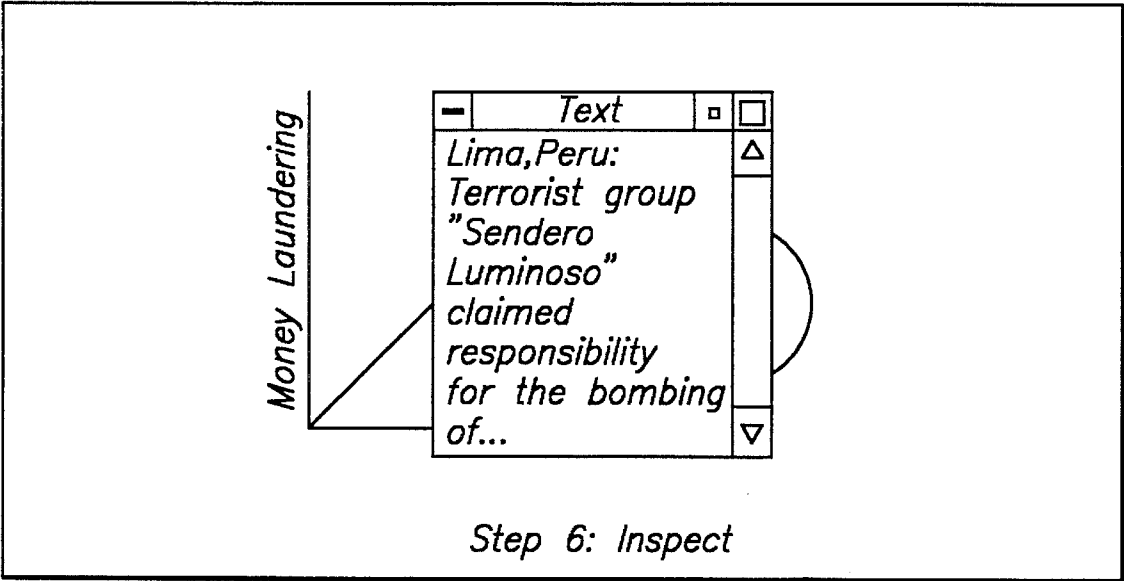 Money Laundering
Text
Lima,Peru:
Terrorist group
"Sendero
Luminoso"
claimed
responsibility
for the bombing
of...
Step 6: Inspect